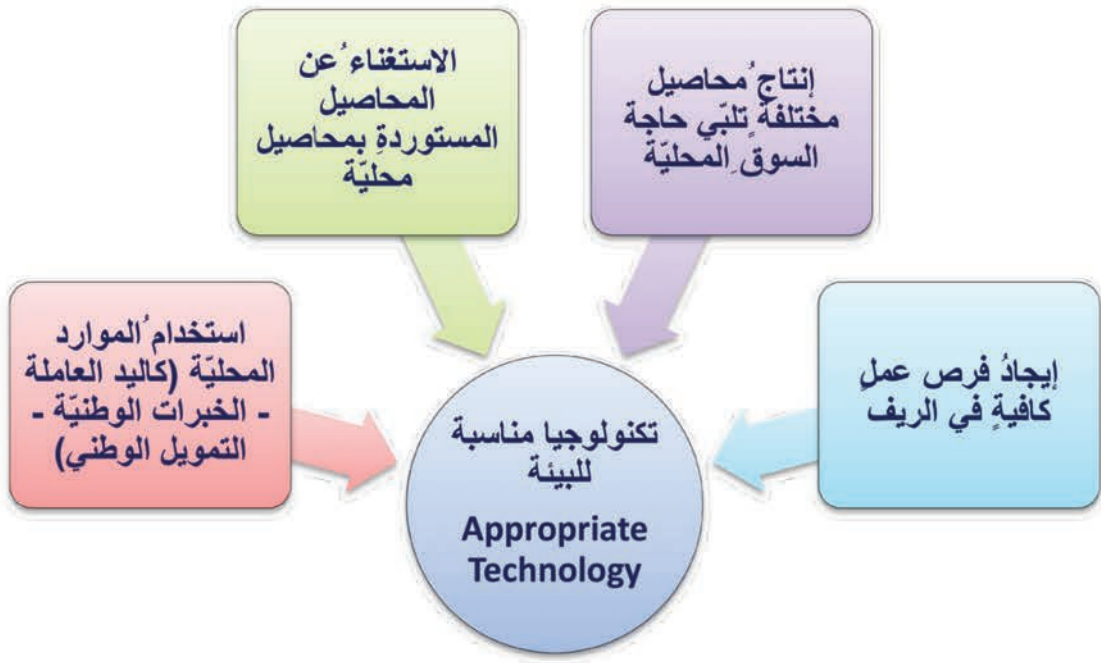 إنتاجُ محاصيل
مختلفةٍ تلبّي حاجة
السوقِ المحليّة
الاستغناءُ عن
المحاصيل
المستوردةِ بمحاصيل
محليّة
إيجادُ فرص عملٍ
كافيةٍ في الريف
استخدامُ الموارد
المحليّة (كاليد العاملة
- الخبرات الوطنيّة -
التمويل الوطني)
تكنولوجيا مناسبة
للبيئة
Appropriate
Technology